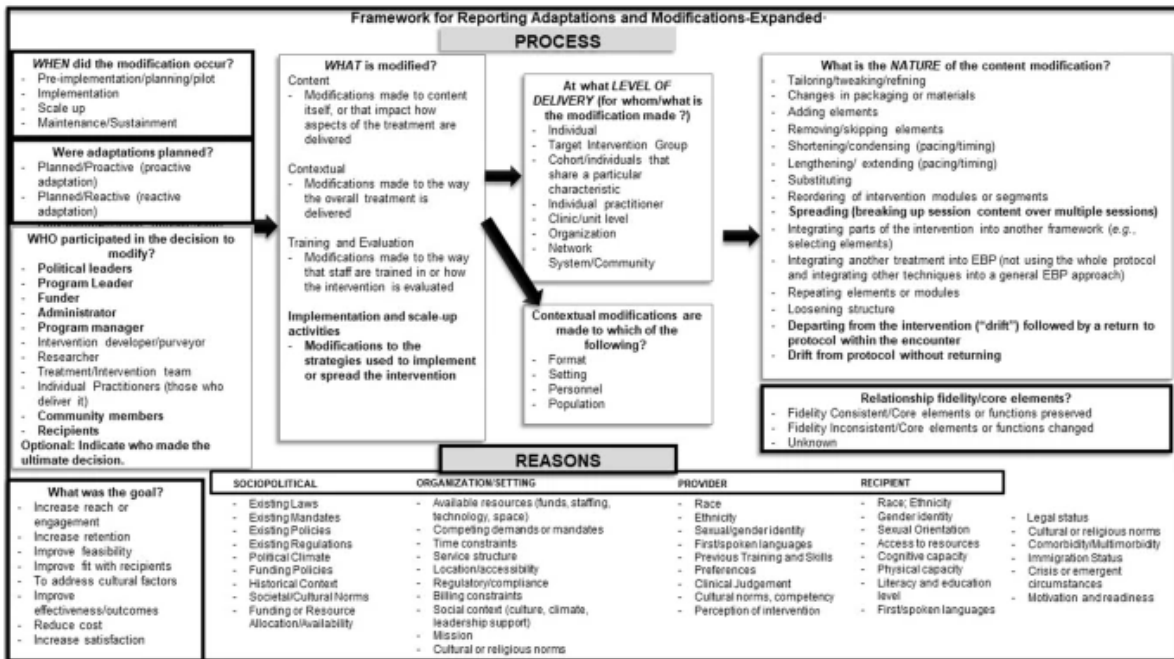 Framework for Reporting Adaptations and Modifications-Expanded
PROCESS
WHEN did the modification occur?
- Pre-implementation/planning/pilot
- Implementation
- Scale up
- Maintenance/Sustainment
Were adaptations planned?
- Planned/Proactive (proactive
adaptation)
- Planned/Reactive (reactive
adaptation)
WHO participated in the decision to
modify?
- Political leaders
- Program Leader
- Funder
- Administrator
- Program manager
- Intervention developer/purveyor
- Researcher
- Treatment/Intervention team
- Individual Practitioners (those who
deliver it)
- Community members
- Recipients
Optional: Indicate who made the
ultimate decision.
WHAT is modified?
Content
- Modifications made to content
itself, or that impact how
aspects of the treatment are
delivered
Contextual
- Modifications made to the way
the overall treatment is
delivered
Training and Evaluation
- Modifications made to the way
that staff are trained in or how
the intervention is evaluated
Implementation and scale-up
activities
- Modifications to the
strategies used to implement
or spread the intervention
At what LEVEL OF
DELIVERY (for whom/what is
the modification made ?)
- Individual
- Target Intervention Group
- Cohort/individuals that
share a particular
characteristic
- Individual practitioner
- Clinic/unit level
- Organization
- Network
System/Community
Contextual modifications are
made to which of the
following?
- Format
- Setting
- Personnel
- Population
What is the NATURE of the content modification?
- Tailoring/tweaking/refining
- Changes in packaging or materials
- Adding elements
- Removing/skipping elements
- Shortening/condensing (pacing/timing)
- Lengthening/ extending (pacing/timing)
- Substituting
- Reordering of intervention modules or segments
- Spreading (breaking up session content over multiple sessions)
- Integrating parts of the intervention into another framework (e.g.,
selecting elements)
- Integrating another treatment into EBP (not using the whole protocol
and integrating other techniques into a general EBP approach)
- Repeating elements or modules
- Loosening structure
- Departing from the intervention (“drift”) followed by a return to
protocol within the encounter
- Drift from protocol without returning
Relationship fidelity/core elements?
- Fidelity Consistent/Core elements or functions preserved
- Fidelity Inconsistent/Core elements or functions changed
- Unknown
REASONS
What was the goal?
- Increase reach or
engagement
- Increase retention
- Improve feasibility
- Improve fit with recipients
- To address cultural factors
- Improve
effectiveness/outcomes
- Reduce cost
- Increase satisfaction
SOCIOPOLITICAL
- Existing Laws
- Existing Mandates
- Existing Policies
- Existing Regulations
- Political Climate
- Funding Policies
- Historical Context
- Societal/Cultural Norms
- Funding or Resource
Allocation/Availability
ORGANIZATION/SETTING
- Available resources (funds, staffing,
technology, space)
- Competing demands or mandates
- Time constraints
- Service structure
- Location/accessibility
- Regulatory/compliance
- Billing constraints
- Social context (culture, climate,
leadership support)
- Mission
- Cultural or religious norms
PROVIDER
- Race
- Ethnicity
- Sexual/gender identity
- First/spoken languages
- Previous Training and Skills
- Preferences
- Clinical Judgement
- Cultural norms, competency
- Perception of intervention
RECIPIENT
- Race; Ethnicity
- Gender identity
- Sexual Orientation
- Access to resources
- Cognitive capacity
- Physical capacity
- Literacy and education
level
- First/spoken languages
- Legal status
- Cultural or religious norms
- Comorbidity/Multimorbidity
- Immigration Status
- Crisis or emergent
circumstances
- Motivation and readiness